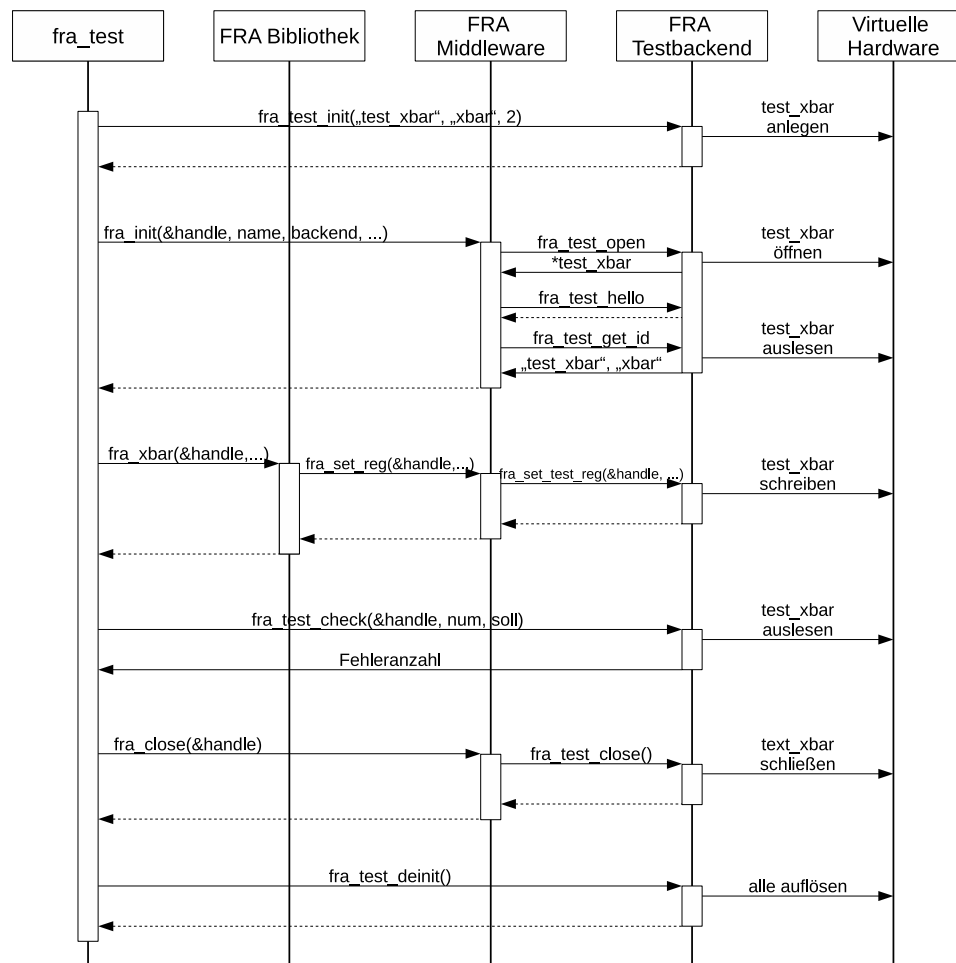 fra_test
FRA Bibliothek
FRA
Middleware
FRA
Testbackend
Virtuelle
Hardware
fra_test_init(„test_xbar“, „xbar“, 2)
test_xbar
anlegen
fra_init(&handle, name, backend, ...)
fra_test_open
*test_xbar
test_xbar
öffnen
fra_test_hello
fra_test_get_id
„test_xbar“, „xbar“
test_xbar
auslesen
fra_xbar(&handle,...)
fra_set_reg(&handle,...)
fra_set_test_reg(&handle, ...)
test_xbar
schreiben
fra_test_check(&handle, num, soll)
test_xbar
auslesen
Fehleranzahl
fra_close(&handle)
fra_test_close()
text_xbar
schließen
fra_test_deinit()
alle auflösen